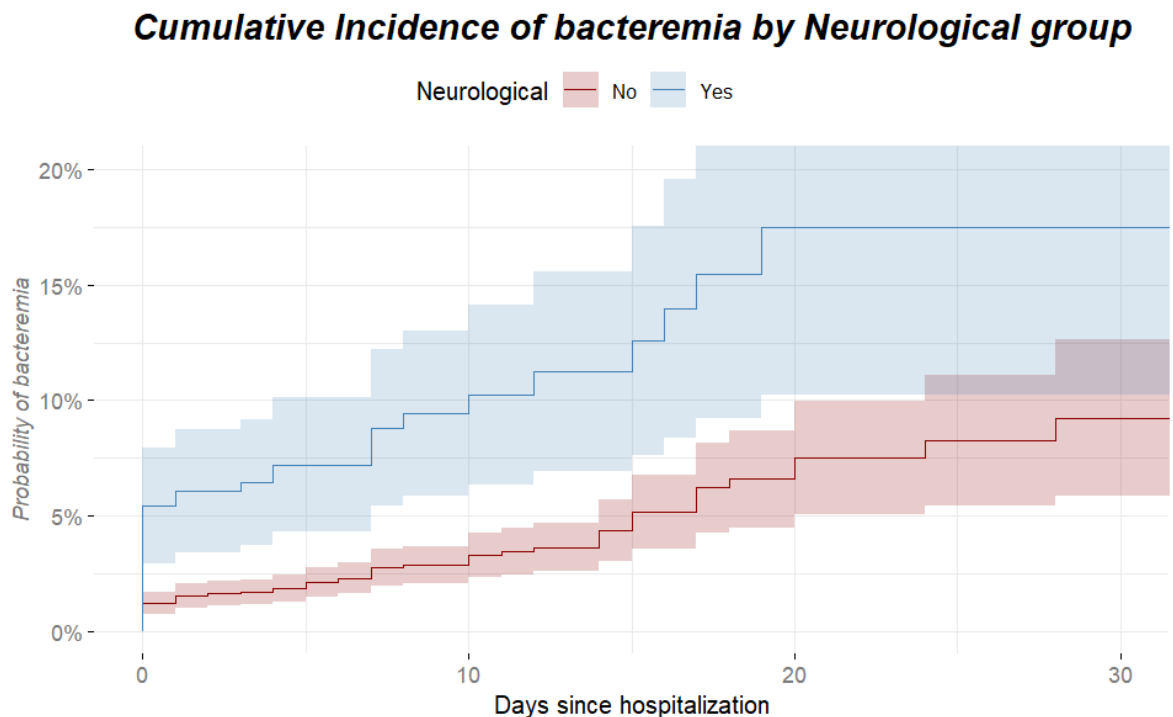 Cumulative Incidence of bacteremia by Neurological group
Neurological No Yes
20%
15%
10%
5%
0%
Probability of bacteremia
0 10 20 30
Days since hospitalization